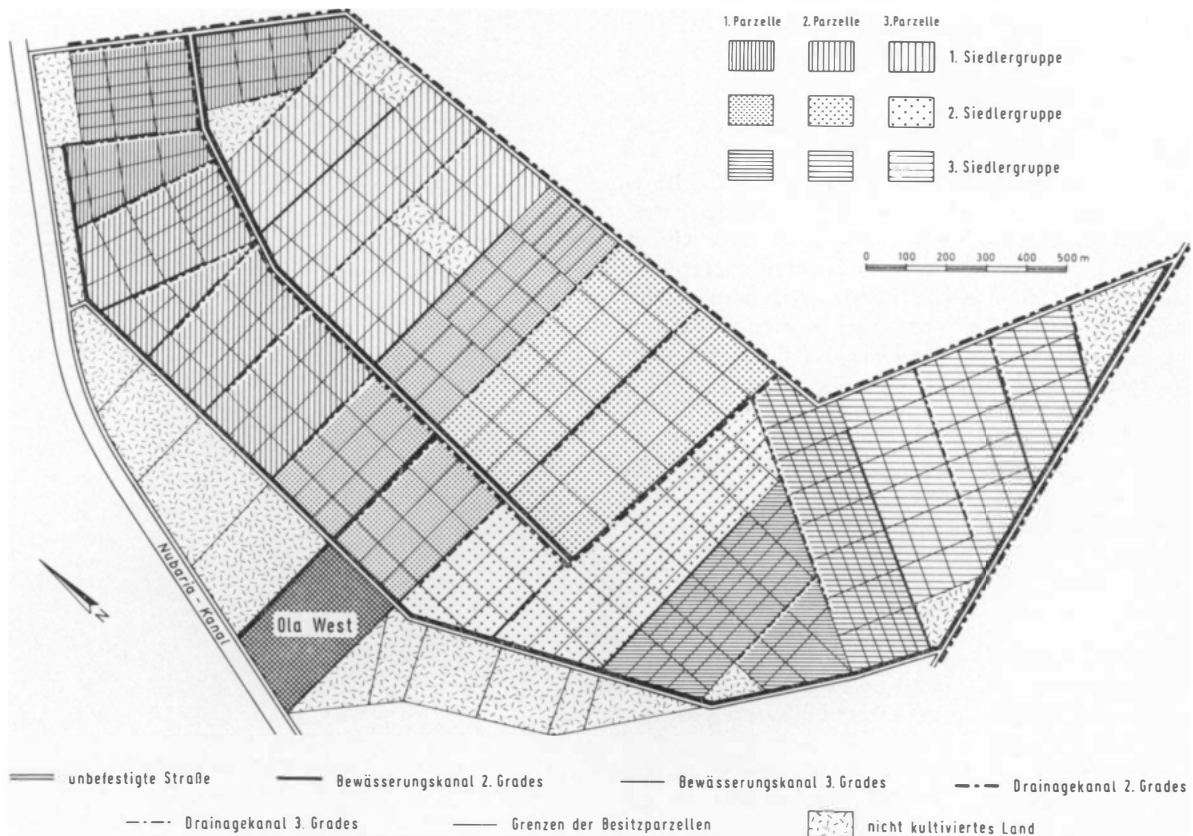 1. Parzelle 2. Parzelle 3. Parzelle
1. Siedlergruppe
2. Siedlergruppe
3. Siedlergruppe
0 100 200 300 400 500 m
Nubaria Kanal
N
Ola West
unbefestigte Straße Bewässerungskanal 2. Grades Bewässerungskanal 3. Grades Drainagekanal 2. Grades
Drainagekanal 3. Grades Grenzen der Besitzparzellen nicht kultiviertes Land